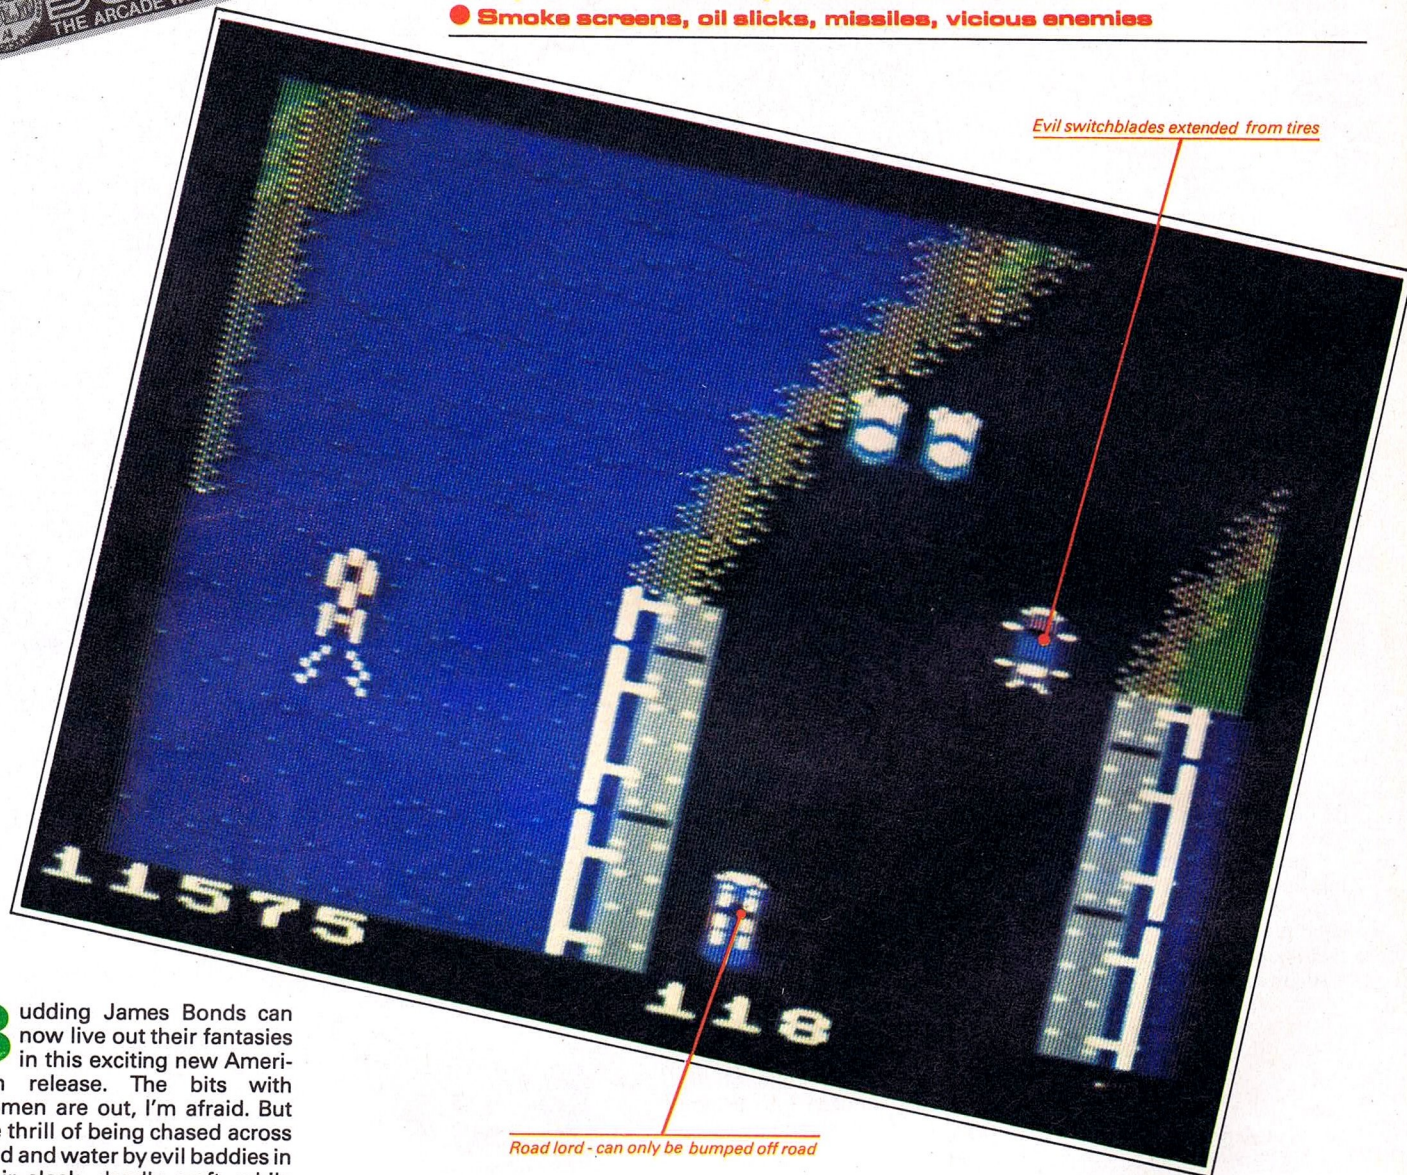 THE ARCADE
Smoke screens, oil slicks, missiles, vicious enemies
Evil switchblades extended from tires
11575
118
Road lord - can only be bumped off road
Budding James Bonds can
now live out their fantasies
in this exciting new Ameri-
release. The bits with
men are out, I'm afraid. But
thrill of being chased across
and water by evil baddies in